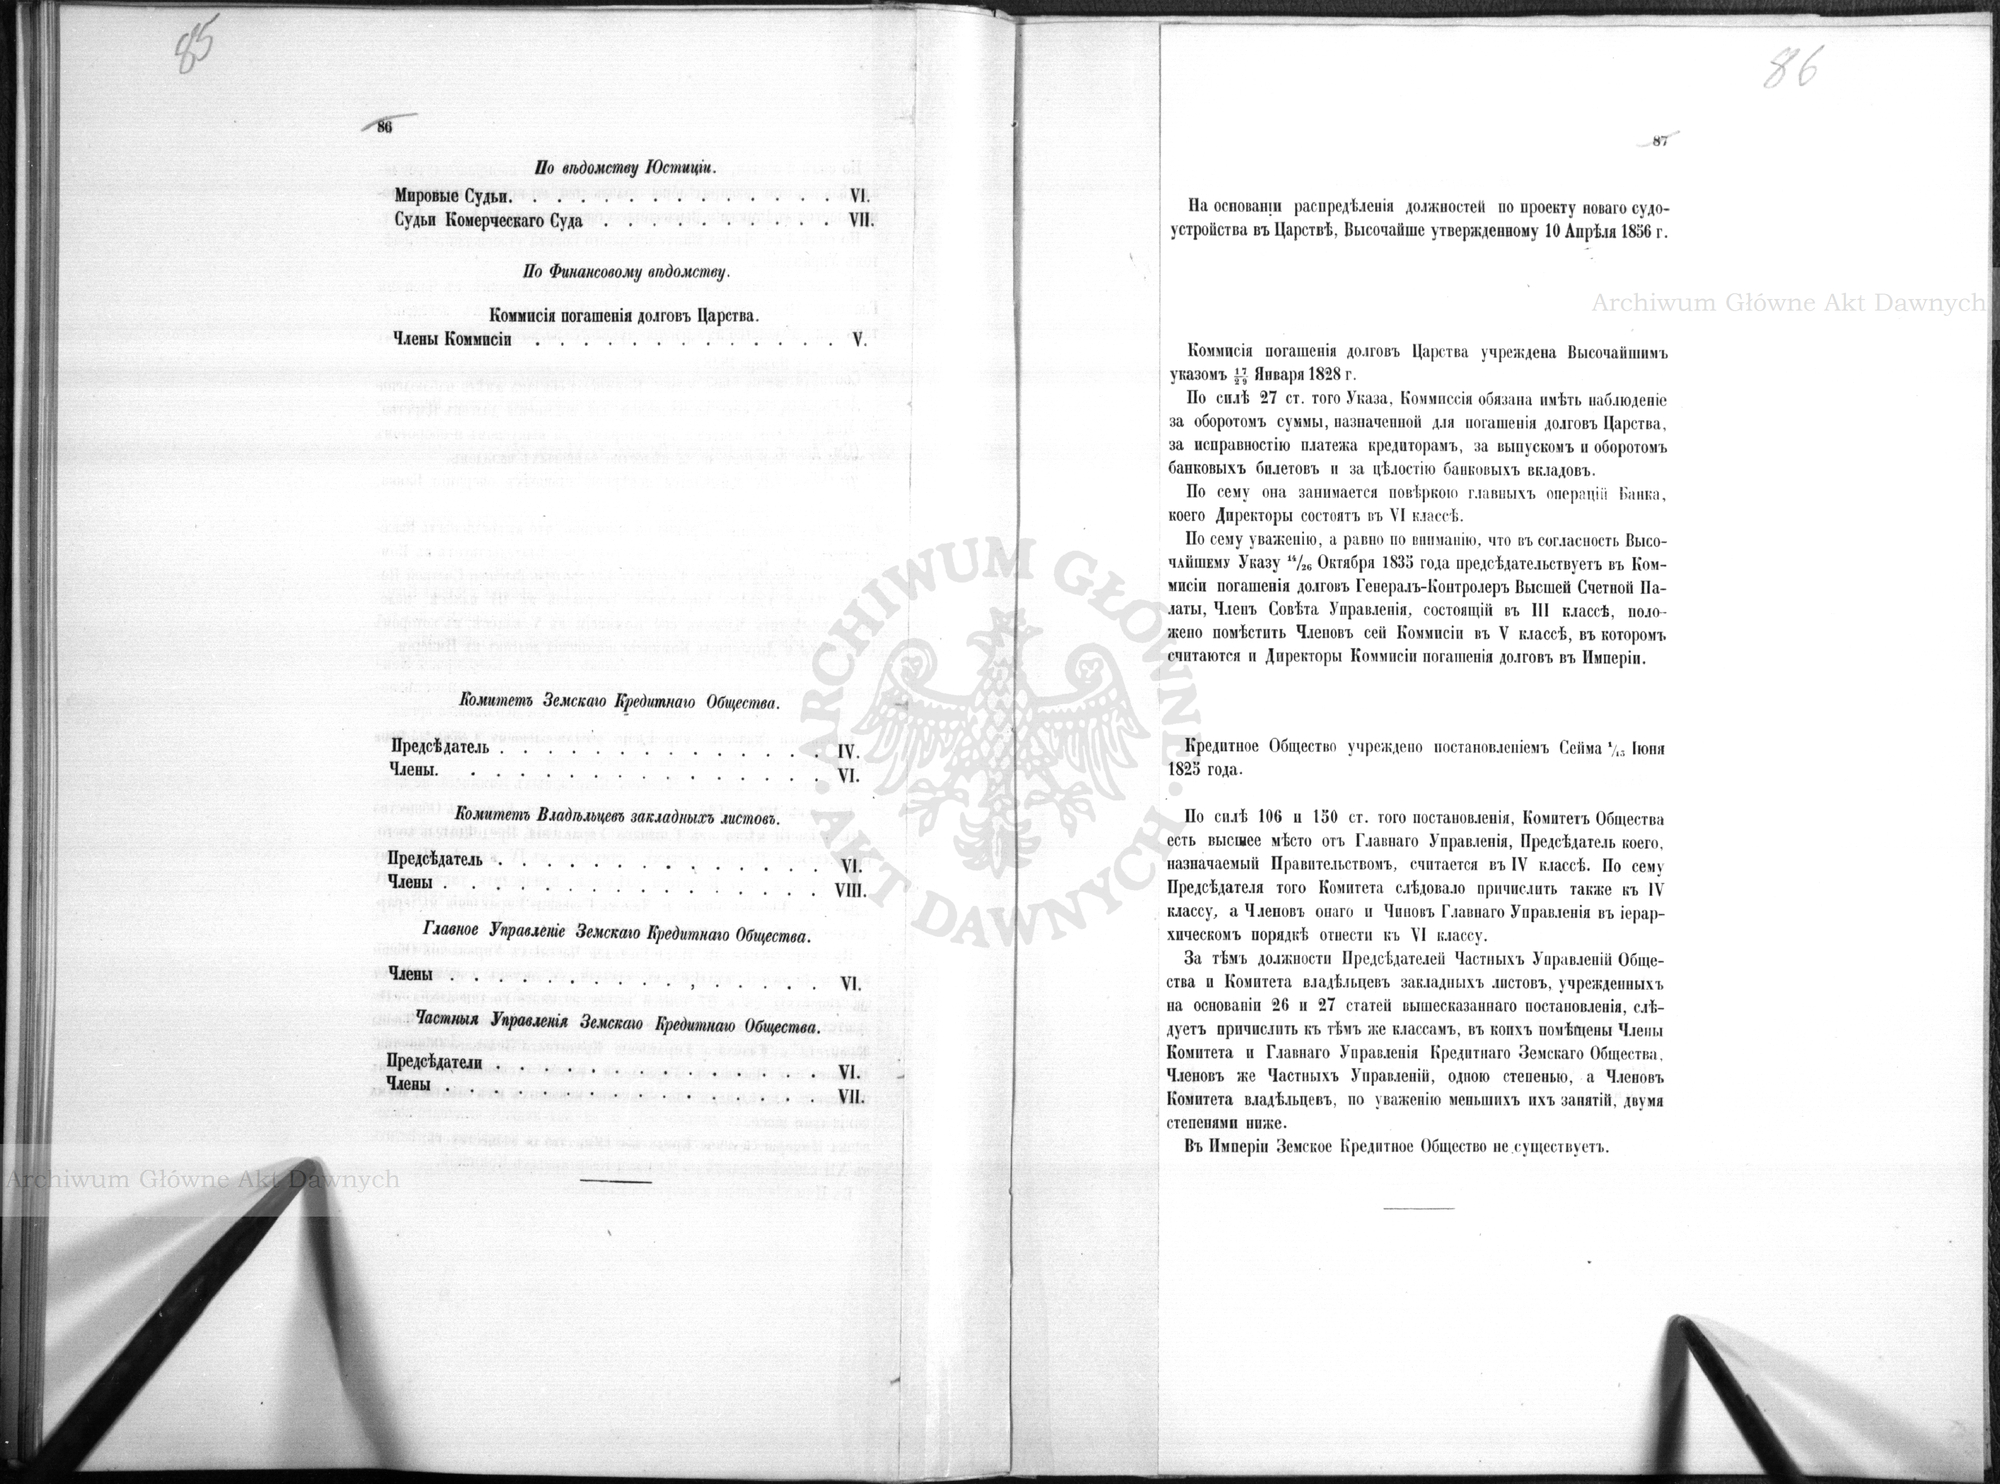 85
86
По вѣдомству Юстиціи.
Мировые Судьи. . . . . . . . . . . . . . VI.
Судьи Комерческаго Суда . . . . . . . . . . VII.
По Финансовому вѣдомству.
Коммисія погашенія долговъ Царства.
Члены Коммисіи . . . . . . . . . . . . . V.
Комитетъ Земскаго Кредитнаго Общества.
Предсѣдатель . . . . . . . . . . . . . . IV.
Члены. . . . . . . . . . . . . . . VI.
Комитетъ Владѣльцевъ закладныхъ листовъ.
Предсѣдатель . . . . . . . . . . . . . . VI.
Члены . . . . . . . . . . . . . . . . VIII.
Главное Управленіе Земскаго Кредитнаго Общества.
Члены . . . . . . . . . . . . . . . . VI.
Частныя Управленія Земскаго Кредитнаго Общества.
Предсѣдатели . . . . . . . . . . . . . . VI.
Члены . . . . . . . . . . . . . . . . VII.
Archiwum Główne Akt Dawnych
86
87
На основаніи распредѣленія должностей по проекту новаго судо-
устройства въ Царствѣ, Высочайше утвержденному 10 Апрѣля 1856 г.
Archiwum Główne Akt Dawnych
Коммисія погашенія долговъ Царства учреждена Высочайшимъ
указомъ 17/29 Января 1828 г.
По силѣ 27 ст. того Указа, Коммиссія обязана имѣть наблюденіе
за оборотомъ суммы, назначенной для погашенія долговъ Царства,
за исправностію платежа кредиторамъ, за выпускомъ и оборотомъ
банковыхъ билетовъ и за цѣлостію банковыхъ вкладовъ.
По сему она занимается повѣркою главныхъ операцій Банка,
коего Директоры состоятъ въ VI классѣ.
По сему уваженію, а равно по вниманію, что въ согласность Высо-
чайшему Указу 14/26 Октября 1835 года предсѣдательствуетъ въ Ком-
мисіи погашенія долговъ Генералъ-Контролеръ Высшей Счетной Па-
латы, Членъ Совѣта Управленія, состоящій въ III классѣ, поло-
жено помѣстить Членовъ сей Коммисіи въ V классѣ, въ которомъ
считаются и Директоры Коммисіи погашенія долговъ въ Имперіи.
Кредитное Общество учреждено постановленіемъ Сейма 1/13 Іюня
1825 года.
По силѣ 106 и 150 ст. того постановленія, Комитетъ Общества
есть высшее мѣсто отъ Главнаго Управленія, Предсѣдатель коего,
назначаемый Правительствомъ, считается въ IV классѣ. По сему
Предсѣдателя того Комитета слѣдовало причислить также къ IV
классу, а Членовъ онаго и Чиновъ Главнаго Управленія въ іерар-
хическомъ порядкѣ отнести къ VI классу.
За тѣмъ должности Предсѣдателей Частныхъ Управленій Обще-
ства и Комитета владѣльцевъ закладныхъ листовъ, учрежденныхъ
на основаніи 26 и 27 статей вышесказаннаго постановленія, слѣ-
дуетъ причислить къ тѣмъ же классамъ, въ коихъ помѣщены Члены
Комитета и Главнаго Управленія Кредитнаго Земскаго Общества,
Членовъ же Частныхъ Управленій, одною степенью, а Членовъ
Комитета владѣльцевъ, по уваженію меньшихъ ихъ занятій, двумя
степенями ниже.
Въ Имперіи Земское Кредитное Общество не существуетъ.
ARCHIWUM GŁÓWNE AKT DAWNYCH